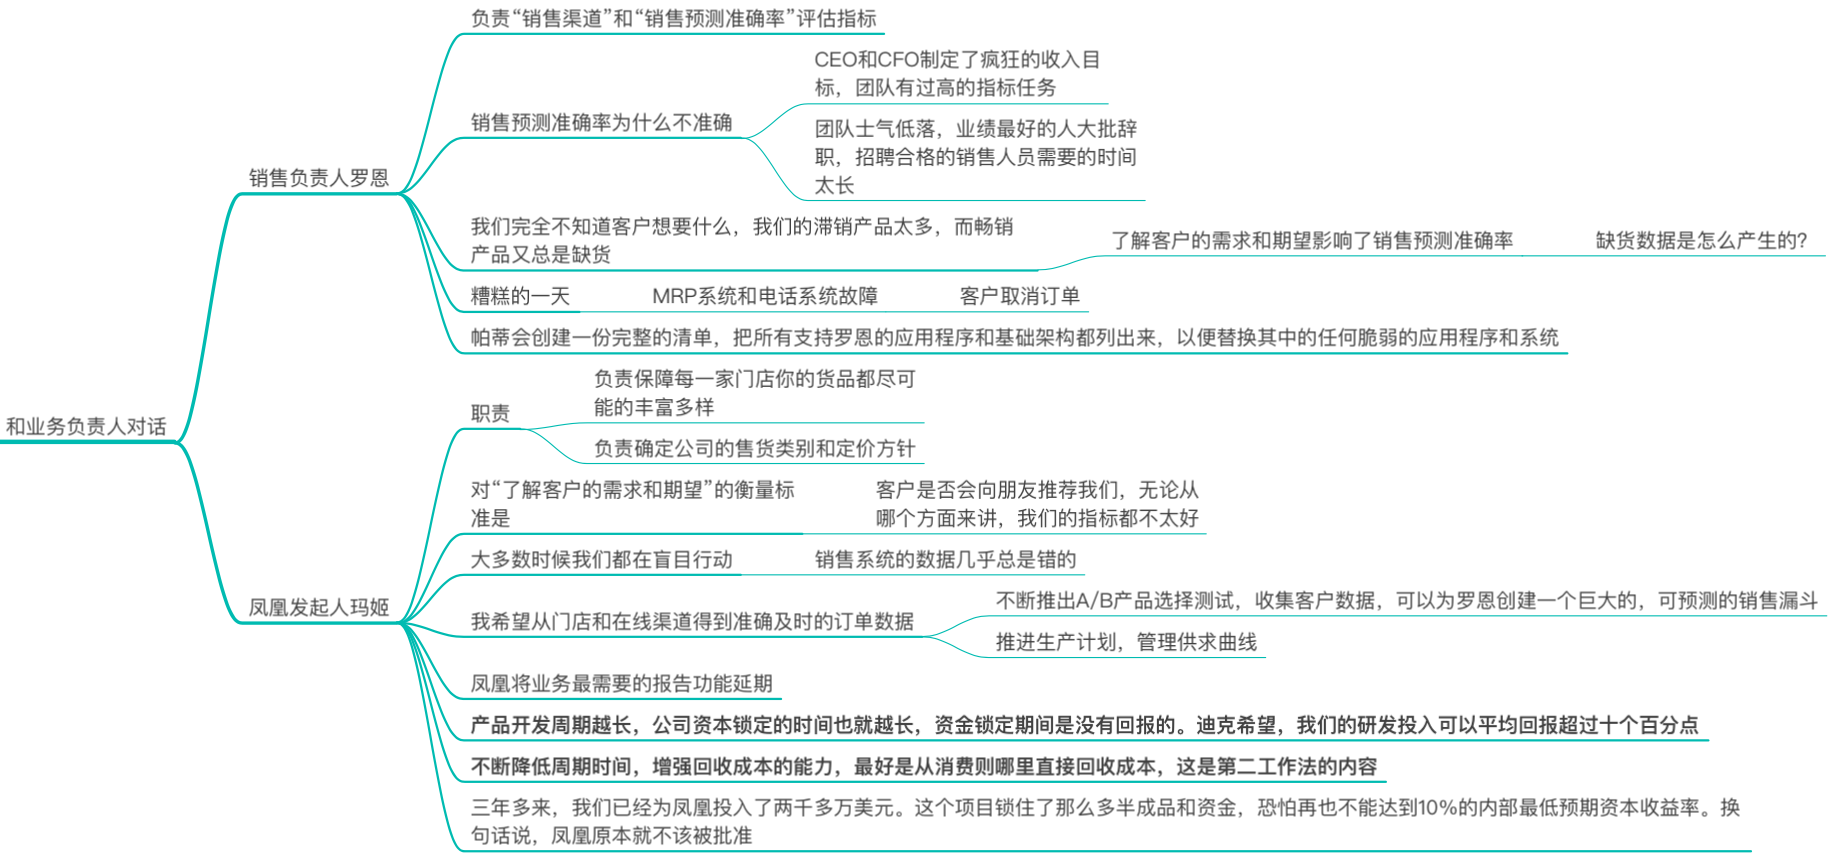 和业务负责人对话
销售负责人罗恩
负责“销售渠道”和“销售预测准确率”评估指标
销售预测准确率为什么不准确
CEO和CFO制定了疯狂的收入目
标，团队有过高的指标任务
团队士气低落，业绩最好的人大批辞
职，招聘合格的销售人员需要的时间
太长
我们完全不知道客户想要什么，我们的滞销产品太多，而畅销
产品又总是缺货
了解客户的需求和期望影响了销售预测准确率
缺货数据是怎么产生的？
糟糕的一天
MRP系统和电话系统故障
客户取消订单
帕蒂会创建一份完整的清单，把所有支持罗恩的应用程序和基础架构都列出来，以便替换其中的任何脆弱的应用程序和系统
凤凰发起人玛姬
职责
负责保障每一家门店你的货品都尽可
能的丰富多样
负责确定公司的售货类别和定价方针
对“了解客户的需求和期望”的衡量标
准是
客户是否会向朋友推荐我们，无论从
哪个方面来讲，我们的指标都不太好
大多数时候我们都在盲目行动
销售系统的数据几乎总是错的
我希望从门店和在线渠道得到准确及时的订单数据
不断推出A/B产品选择测试，收集客户数据，可以为罗恩创建一个巨大的，可预测的销售漏斗
推进生产计划，管理供求曲线
凤凰将业务最需要的报告功能延期
产品开发周期越长，公司资本锁定的时间也就越长，资金锁定期间是没有回报的。迪克希望，我们的研发投入可以平均回报超过十个百分点
不断降低周期时间，增强回收成本的能力，最好是从消费则哪里直接回收成本，这是第二工作法的内容
三年多来，我们已经为凤凰投入了两千多万美元。这个项目锁住了那么多半成品和资金，恐怕再也不能达到10%的内部最低预期资本收益率。换
句话说，凤凰原本就不该被批准